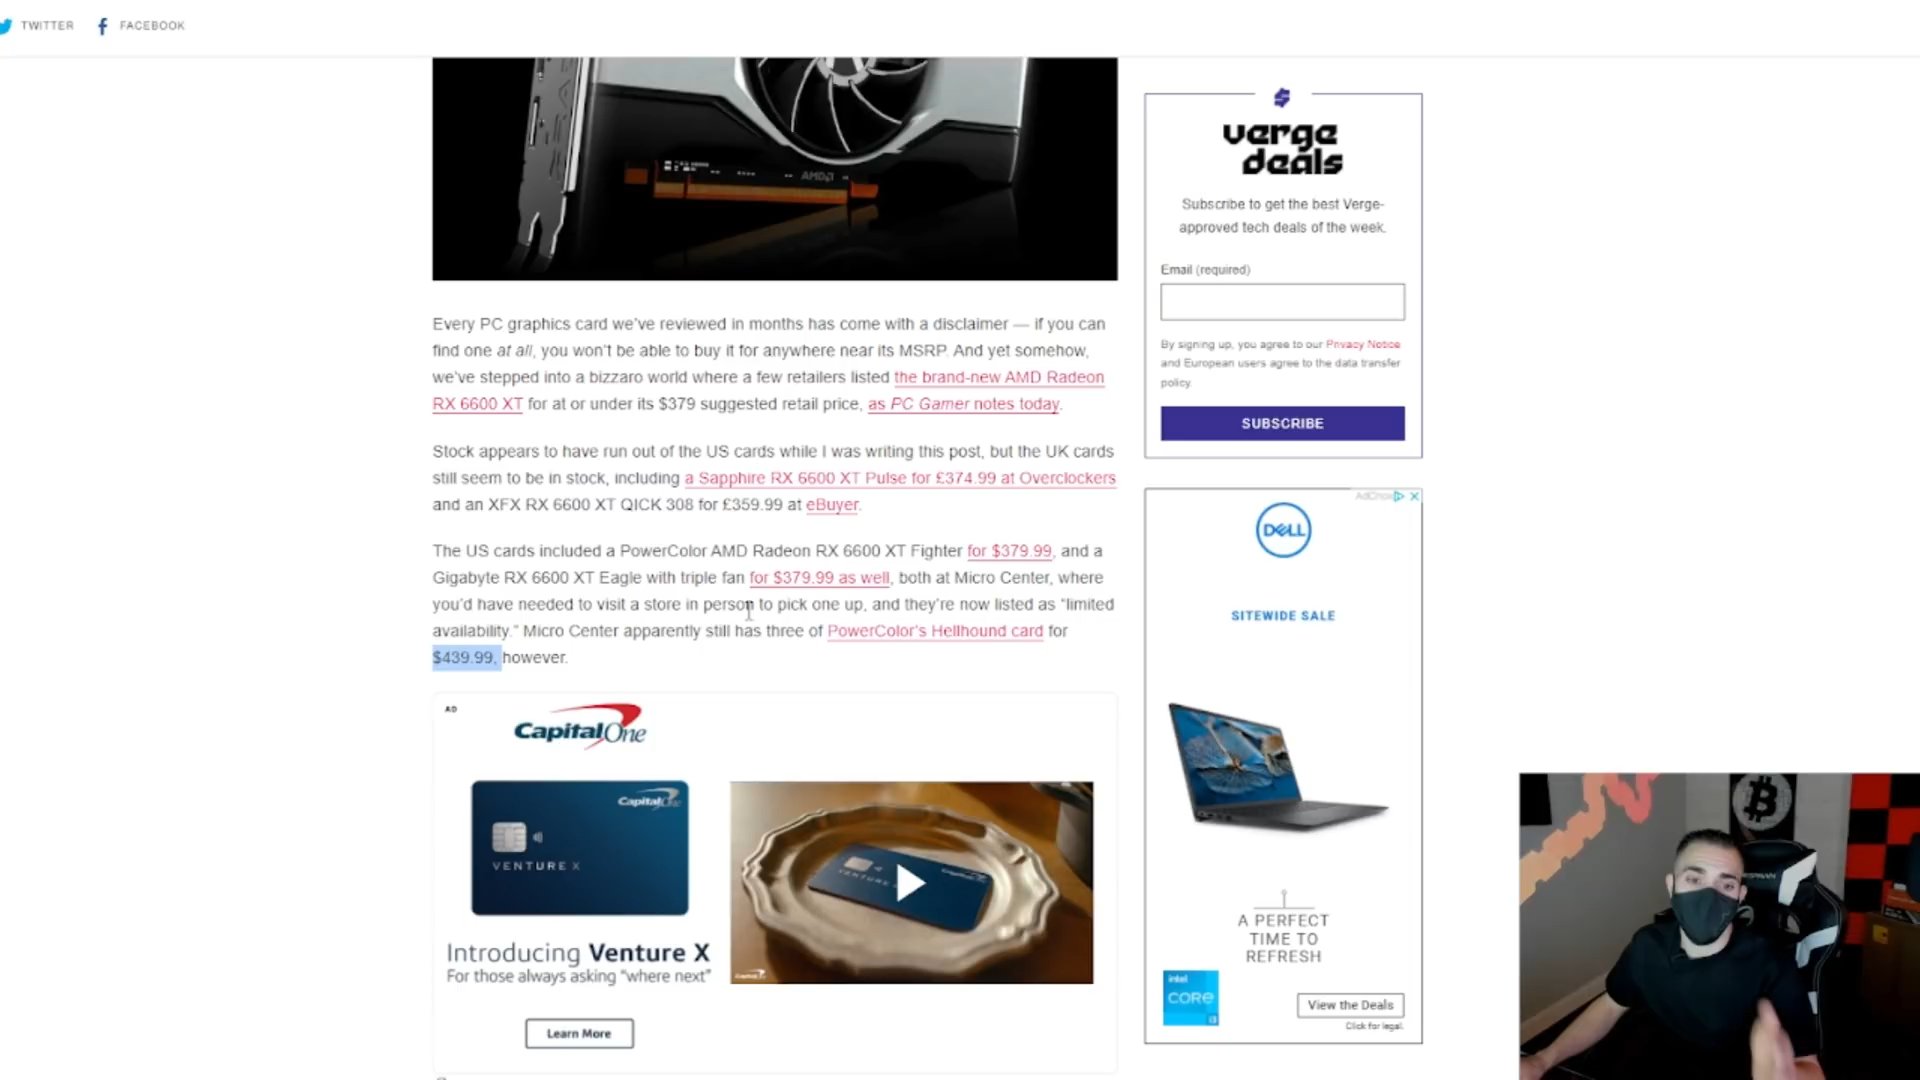 TWITTER
FACEBOOK
AMD
Every PC graphics card we've reviewed in months has come with a disclaimer — if you can
find one at all, you won't be able to buy it for anywhere near its MSRP. And yet somehow,
we've stepped into a bizzaro world where a few retailers listed the brand-new AMD Radeon
RX 6600 XT for at or under its $379 suggested retail price, as PC Gamer notes today.
Stock appears to have run out of the US cards while I was writing this post, but the UK cards
still seem to be in stock, including a Sapphire RX 6600 XT Pulse for £374.99 at Overclockers
and an XFX RX 6600 XT QICK 308 for £359.99 at eBuyer.
The US cards included a PowerColor AMD Radeon RX 6600 XT Fighter for $379.99, and a
Gigabyte RX 6600 XT Eagle with triple fan for $379.99 as well, both at Micro Center, where
you'd have needed to visit a store in person to pick one up, and they're now listed as “limited
availability.” Micro Center apparently still has three of PowerColor's Hellhound card for
$439.99, however.
AD
CapitalOne
CapitalOne
VENTURE X
Introducing Venture X
For those always asking “where next”
Learn More
verge
deals
Subscribe to get the best Verge-
approved tech deals of the week.
Email (required)
By signing up, you agree to our Privacy Notice
and European users agree to the data transfer
policy.
SUBSCRIBE
DELL
SITEWIDE SALE
A PERFECT
TIME TO
REFRESH
intel
CORE
i3
View the Deals
Click for legal.